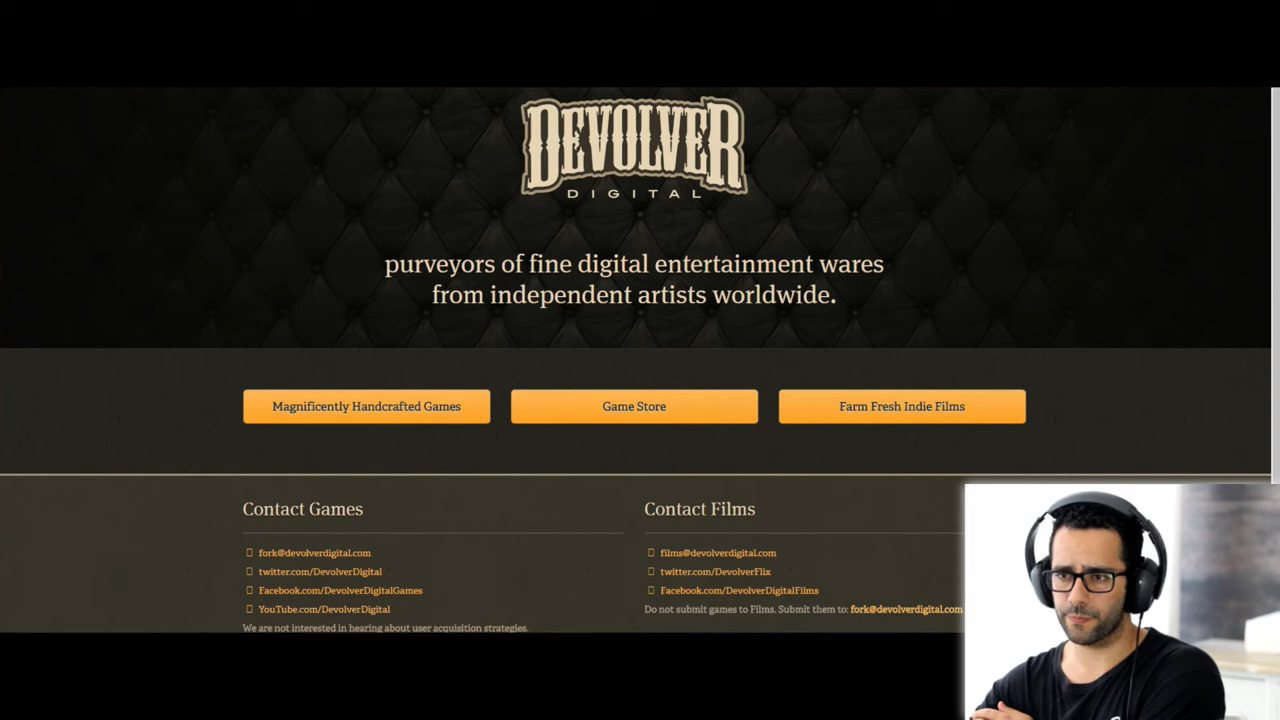 DEVOLVER
DIGITAL
purveyors of fine digital entertainment wares
from independent artists worldwide.
Magnificently Handcrafted Games
Game Store
Farm Fresh Indie Films
Contact Games
fork@devolverdigital.com
twitter.com/DevolverDigital
Facebook.com/DevolverDigitalGames
YouTube.com/DevolverDigital
We are not interested in hearing about user acquisition strategies.
Contact Films
films@devolverdigital.com
twitter.com/DevolverFlix
Facebook.com/DevolverDigitalFilms
Do not submit games to Films. Submit them to: fork@devolverdigital.com